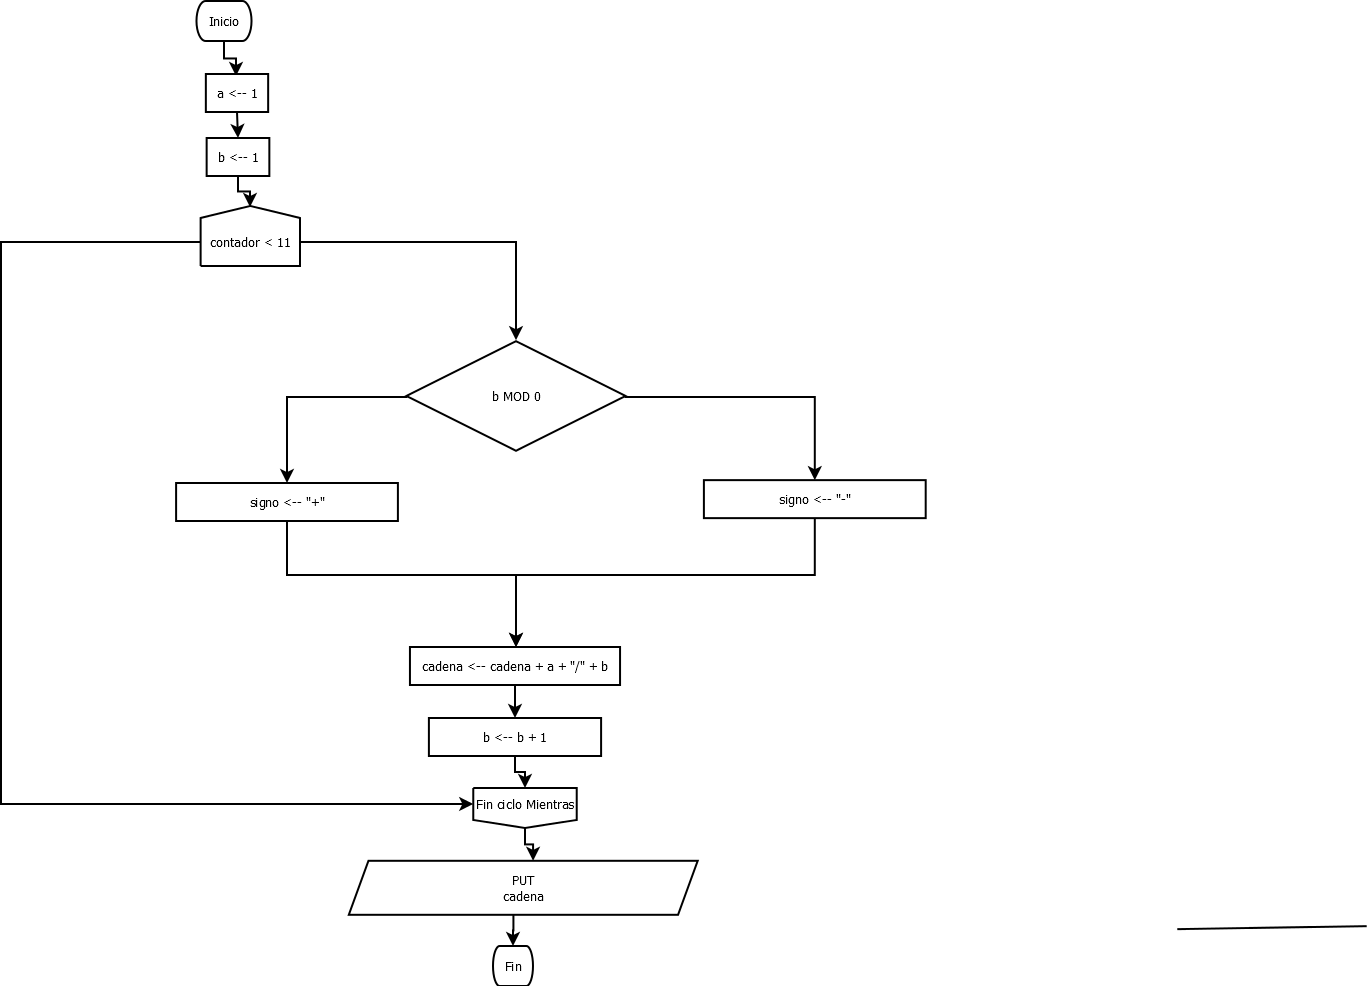 Inicio
a <-- 1
b <-- 1
contador < 11
b MOD 0
signo <-- "+"
signo <-- "-"
cadena <-- cadena + a + "/" + b
b <-- b + 1
Fin ciclo Mientras
PUT
cadena
Fin